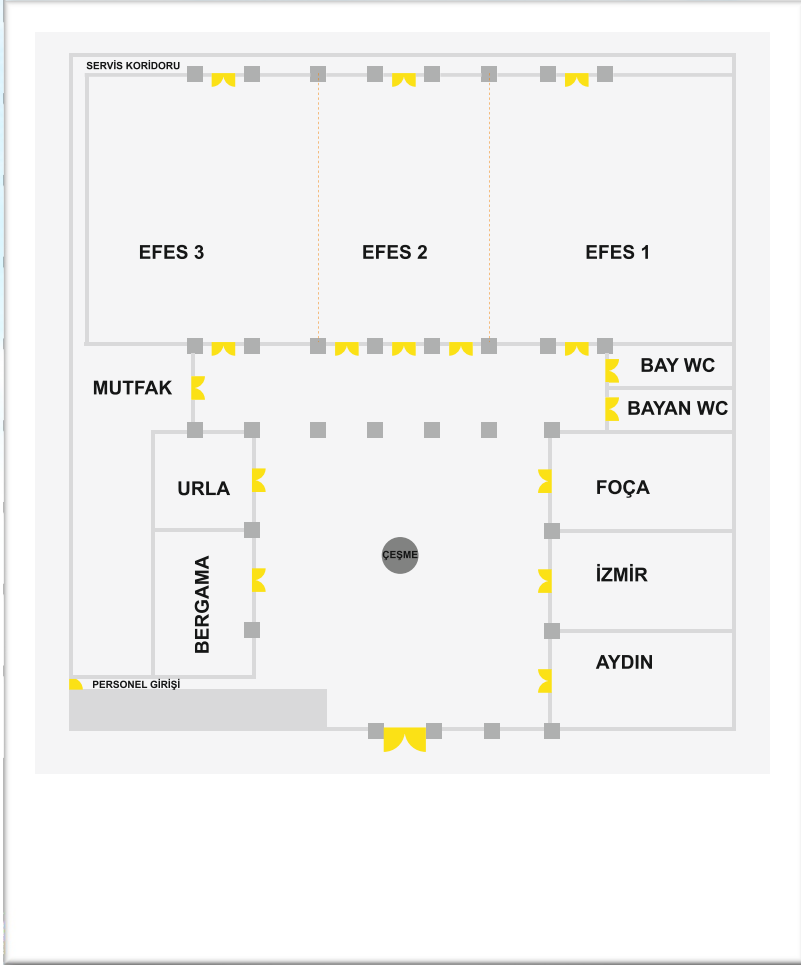 SERVİS KORİDORU
EFES 3
EFES 2
EFES 1
MUTFAK
BAY WC
BAYAN WC
URLA
FOÇA
ÇEŞME
BERGAMA
İZMİR
AYDIN
PERSONEL GİRİŞİ